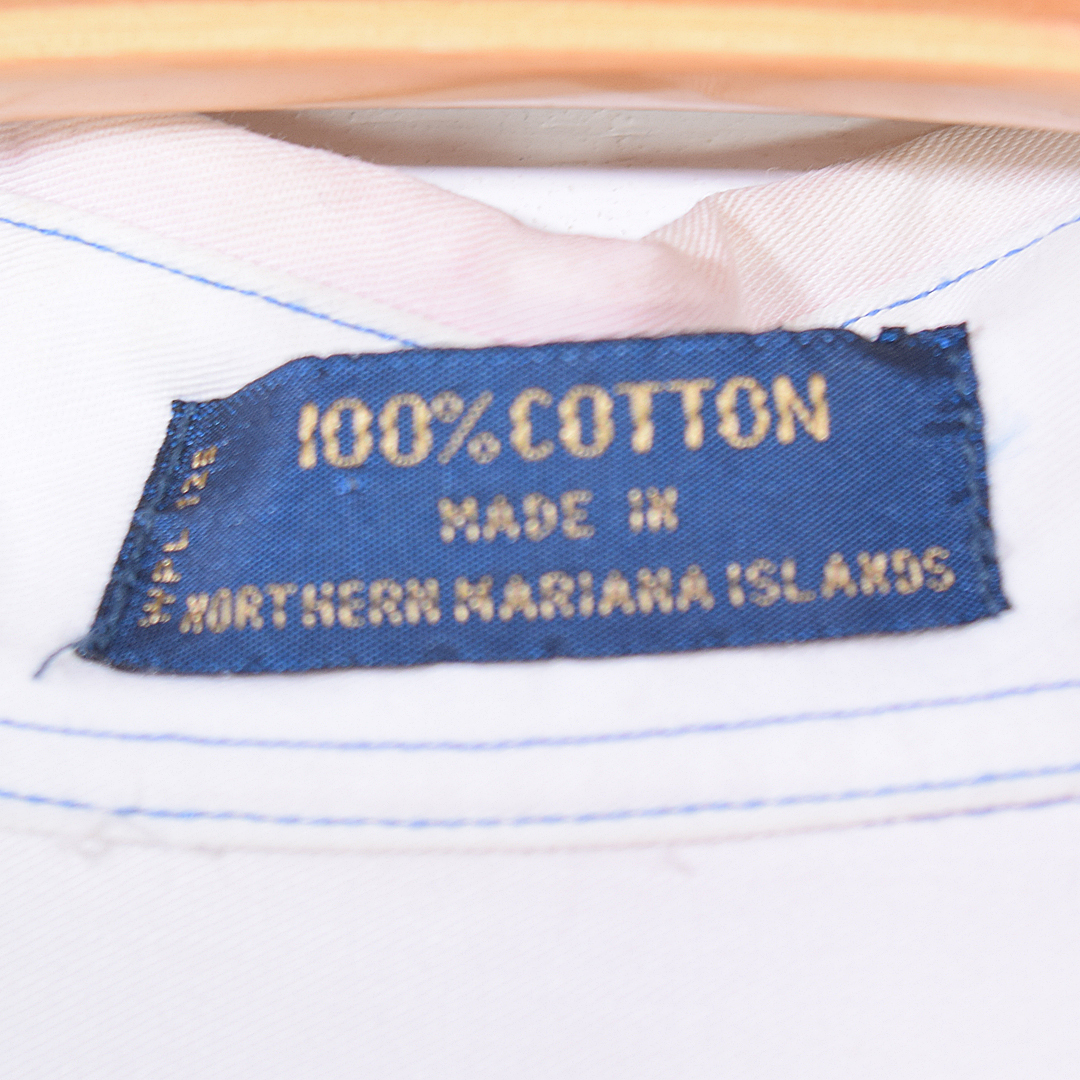 100% COTTON
MADE IN
NORTHERN MARIANA ISLANDS